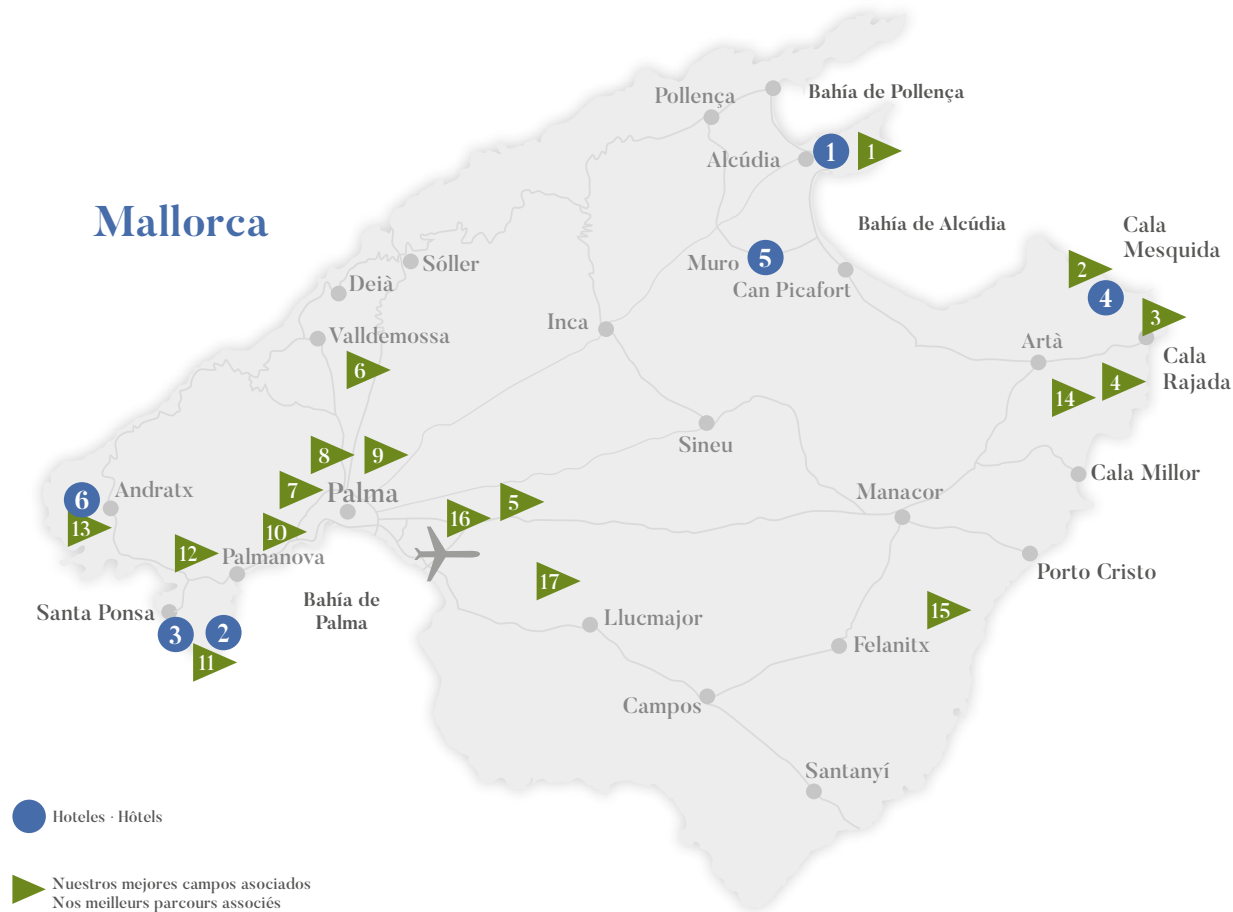 Mallorca
Bahía de Pollença
Pollença
Alcúdia
1
1
Bahía de Alcúdia
Cala
Mesquida
2
4
3
Muro
5
Can Picafort
Sóller
Deià
Inca
Valldemossa
6
Artà
Cala
Rajada
4
14
Sineu
8
9
Cala Millor
6
Andratx
13
7
Palma
5
16
Manacor
10
12
Palmanova
Porto Cristo
Santa Ponsa
Bahía de
Palma
17
Llucmajor
15
3
2
11
Felanitx
Campos
Santanyí
Hoteles · Hôtels
Nuestros mejores campos asociados
Nos meilleurs parcours associés